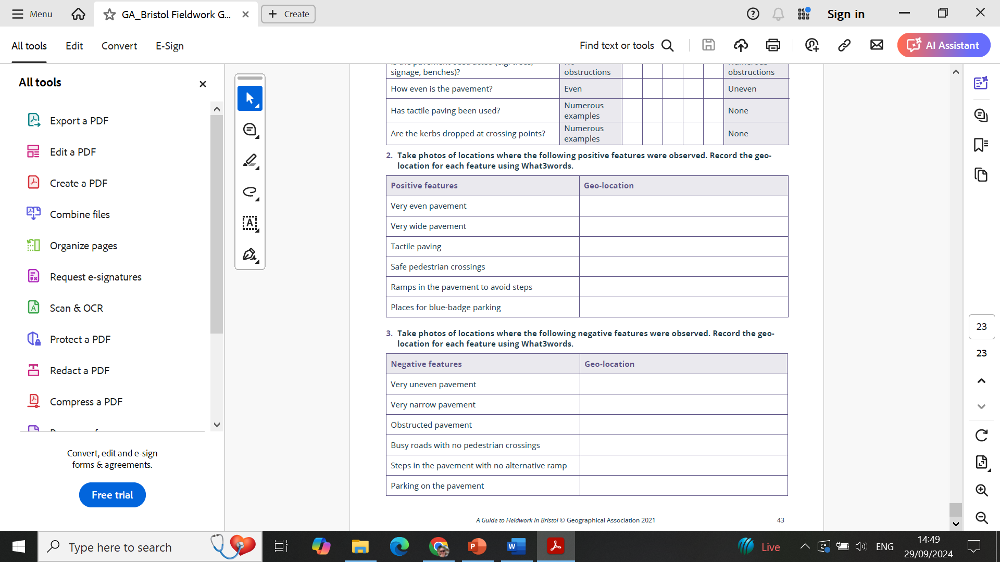 Menu
GA_Bristol Fieldwork G...
Create
Sign in
All tools
Edit
Convert
E-Sign
Find text or tools
AI Assistant
All tools
Export a PDF
Edit a PDF
Create a PDF
Combine files
Organize pages
Request e-signatures
Scan & OCR
Protect a PDF
Redact a PDF
Compress a PDF
Convert, edit and e-sign
forms & agreements.
Free trial
signage, benches)? obstructions obstructions
How even is the pavement? Even Uneven
Has tactile paving been used? Numerous examples None
Are the kerbs dropped at crossing points? Numerous examples None
2. Take photos of locations where the following positive features were observed. Record the geo-
location for each feature using What3words.
Positive features Geo-location
Very even pavement
Very wide pavement
Tactile paving
Safe pedestrian crossings
Ramps in the pavement to avoid steps
Places for blue-badge parking
3. Take photos of locations where the following negative features were observed. Record the geo-
location for each feature using What3words.
Negative features Geo-location
Very uneven pavement
Very narrow pavement
Obstructed pavement
Busy roads with no pedestrian crossings
Steps in the pavement with no alternative ramp
Parking on the pavement
A Guide to Fieldwork in Bristol © Geographical Association 2021 43
23
23
Type here to search
Live
ENG
14:49
29/09/2024